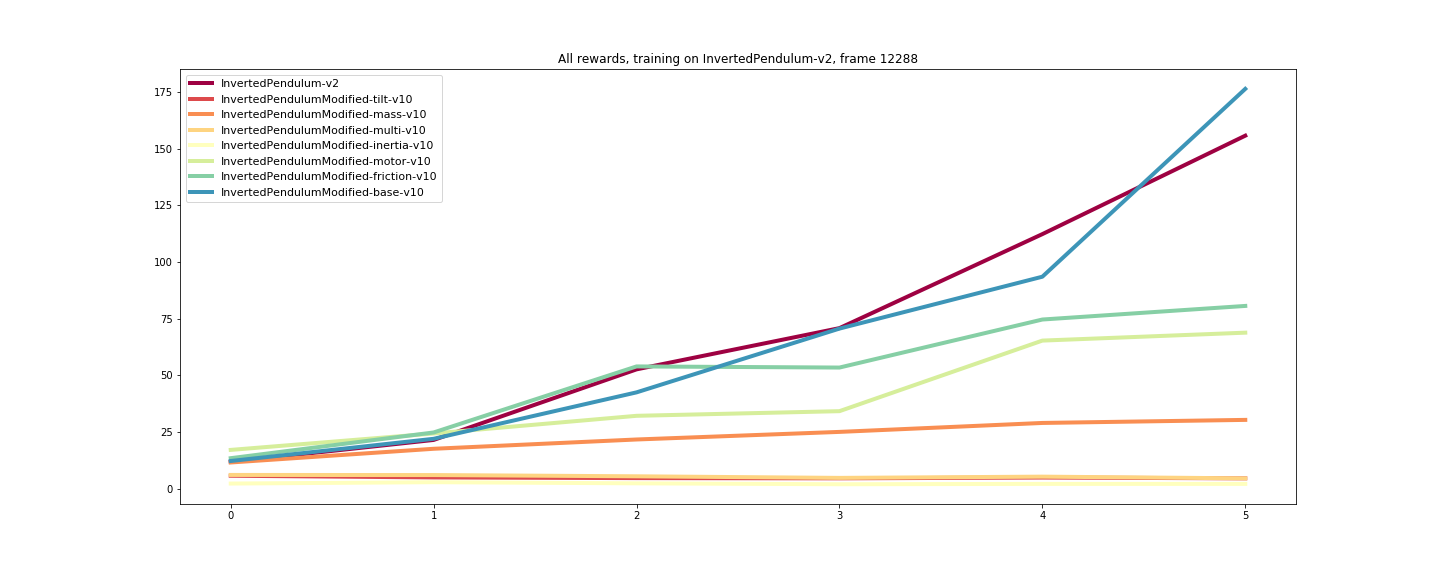 All rewards, training on InvertedPendulum-v2, frame 12288
InvertedPendulum-v2
InvertedPendulumModified-tilt-v10
InvertedPendulumModified-mass-v10
InvertedPendulumModified-multi-v10
InvertedPendulumModified-inertia-v10
InvertedPendulumModified-motor-v10
InvertedPendulumModified-friction-v10
InvertedPendulumModified-base-v10
175
150
125
100
75
50
25
0
0 1 2 3 4 5